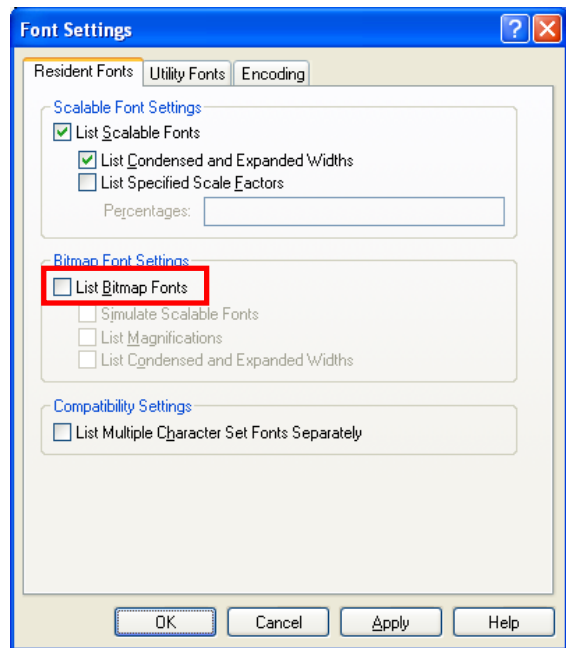 Font Settings
Resident Fonts Utility Fonts Encoding
Scalable Font Settings
List Scalable Fonts
List Condensed and Expanded Widths
List Specified Scale Factors
Percentages:
Bitmap Font Settings
List Bitmap Fonts
Simulate Scalable Fonts
List Magnifications
List Condensed and Expanded Widths
Compatibility Settings
List Multiple Character Set Fonts Separately
OK Cancel Apply Help